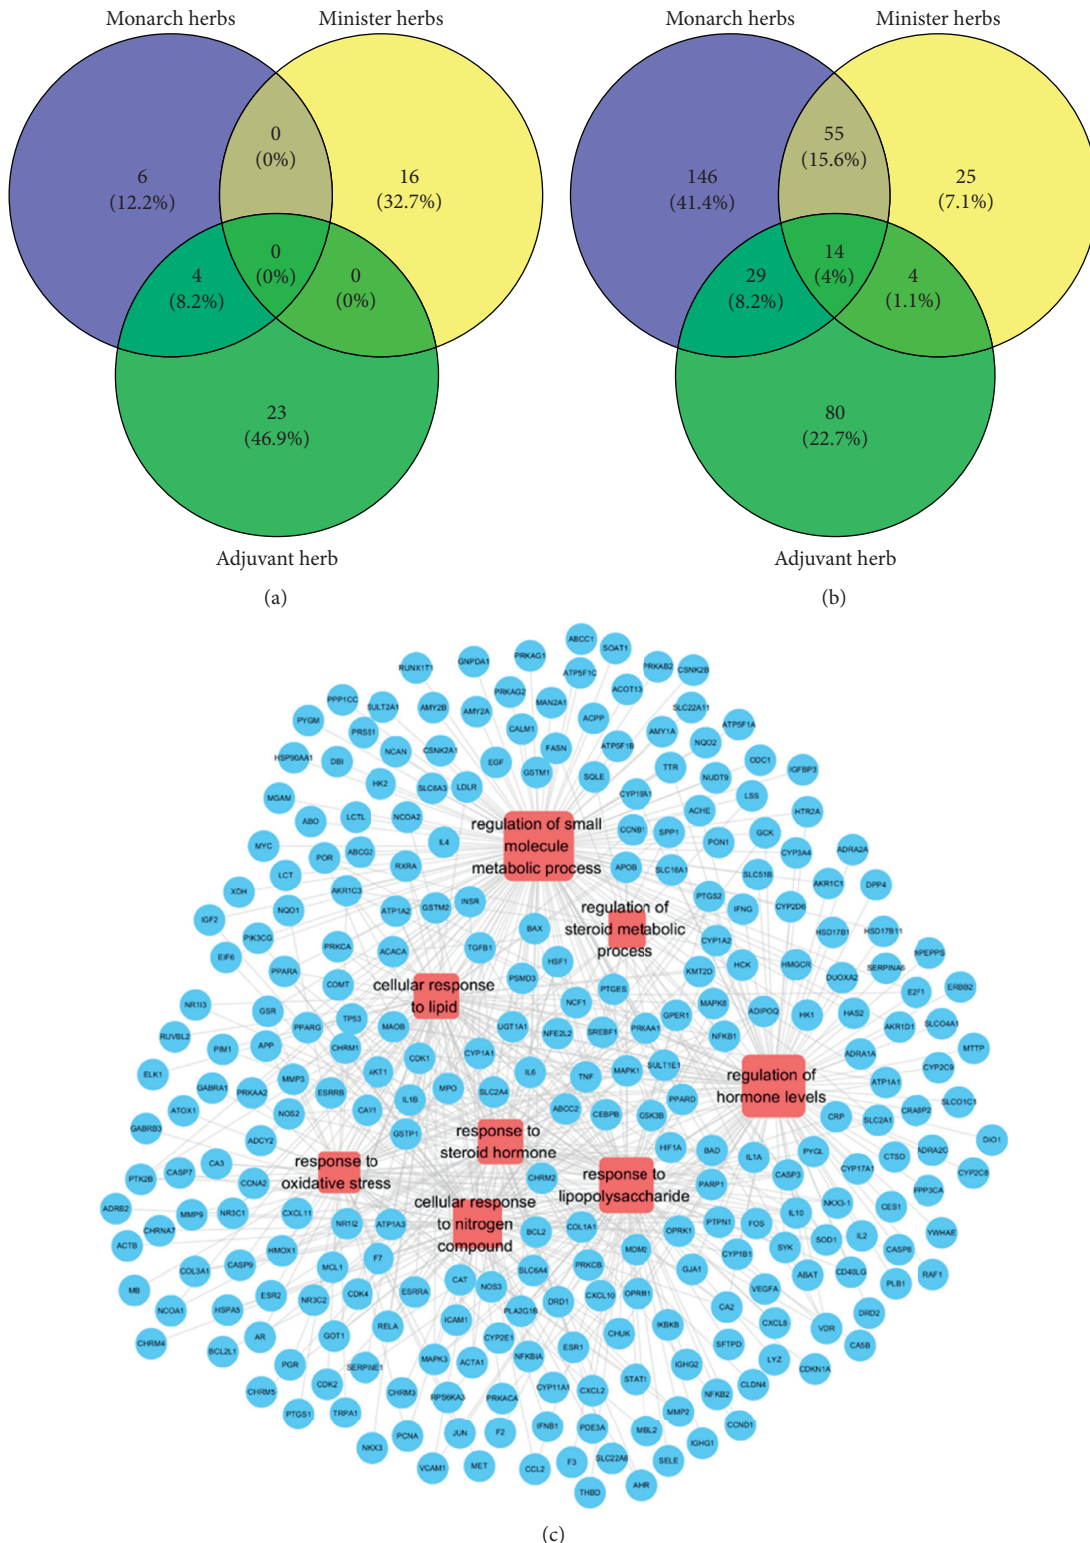 Monarch herbs
Minister herbs
6
(12.2%)
0
(0%)
16
(32.7%)
4
(8.2%)
0
(0%)
0
(0%)
23
(46.9%)
Adjuvant herb
(a)
Monarch herbs
Minister herbs
146
(41.4%)
55
(15.6%)
25
(7.1%)
29
(8.2%)
14
(4%)
4
(1.1%)
80
(22.7%)
Adjuvant herb
(b)
ABCC1
SOAT1
PRKAG1
GNPDA1
RUNX1T1
PRKAB2
CSNK2B
ATP5F1C
ACOT13
PRKAG2
MAN2A1
PPP1CC
SULT2A1
AMY2B
AMY2A
ACPP
SLC22A11
ATP5F1A
PYGM
PRSS1
CALM1
AMY1A
NQO2
HSP90AA1
DBI
NCAN
CSNK2A1
EGF
FASN
ATP5F1B
TTR
NUDT9
ODC1
IGFBP3
HK2
SLC6A3
LDLR
GSTM1
SQLE
CYP19A1
LSS
MGAM
ABO
LCTL
NCOA2
ACHE
HTR2A
MYC
POR
ABCG2
IL4
regulation of small
molecule
metabolic process
CCNB1
SPP1
PON1
GCK
CYP3A4
ADRA2A
XDH
LCT
RXRA
APOB
SLC16A1
SLC51B
AKR1C1
DPP4
NQO1
AKR1C3
ATP1A2
GSTM2
INSR
PTGS2
IFNG
CYP2D6
IGF2
PIK3CG
BAX
regulation of
steroid metabolic
process
CYP1A2
HSD17B1
HSD17B11
EIF6
PRKCA
ACACA
TGFB1
HSF1
HCK
HMGCR
NPEPPS
PPARA
COMT
cellular response
to lipid
PSMD3
PTGES
KMT2D
DUOXA2
SERPINA6
NR1I3
GSR
NCF1
MAPK8
ADIPOQ
HK1
HAS2
E2F1
ERBB2
RUVBL2
PPARG
TP53
MAOB
UGT1A1
NFE2L2
SREBF1
PRKAA1
GPER1
NFKB1
AKR1D1
SLCO4A1
PIM1
APP
CHRM1
CDK1
CYP1A1
ADRA1A
MTTP
ELK1
GABRA1
MMP3
AKT1
IL6
TNF
MAPK1
SULT1E1
regulation of
hormone levels
ATP1A1
CYP2C9
ATOX1
PRKAA2
ESRRB
IL1B
MPO
SLC2A4
PPARD
SLCO1C1
GABRB3
NOS2
CAV1
ABCC2
CEBPB
GSK3B
CRP
SLC2A1
CRABP2
ADCY2
GSTP1
response to
steroid hormone
HIF1A
BAD
IL1A
PYGL
ADRA2C
DIO1
PTK2B
CASP7
CA3
CCNA2
response to
oxidative stress
CHRM2
response to
lipopolysaccharide
PARP1
CASP3
CYP17A1
CTSD
CYP2C8
ADRB2
CHRNA7
MMP9
NR3C1
CXCL11
NR1I2
ATP1A3
cellular response
to nitrogen
compound
BCL2
COL1A1
OPRK1
PTPN1
FOS
IL10
NKX3-1
CES1
PPP3CA
ACTB
HMOX1
MDM2
CYP1B1
SYK
SOD1
IL2
CASP8
YWHAE
MB
COL3A1
CASP9
MCL1
F7
CAT
SLC6A4
PRKCB
GJA1
ABAT
CD40LG
PLB1
RAF1
NCOA1
HSPA5
ESR2
NR3C2
CDK4
ESRRA
NOS3
PLA2G1B
DRD1
CXCL10
OPRM1
VEGFA
CA2
DRD2
CHRM4
BCL2L1
AR
GOT1
RELA
ICAM1
CYP2E1
ESR1
CHUK
IKBKB
SFTPD
CXCL8
VDR
CA5B
PGR
SERPINE1
MAPK3
ACTA1
NFKBIA
IGHG2
LYZ
CDKN1A
CHRM5
CDK2
CHRM3
RPS6KA3
PRKACA
CYP11A1
CXCL2
STAT1
NFKB2
CLDN4
PTGS1
TRPA1
MMP2
CCND1
NKX3
PCNA
JUN
F2
IFNB1
PDE3A
MBL2
IGHG1
VCAM1
MET
CCL2
F3
SLC22A6
SELE
THBD
AHR
(c)